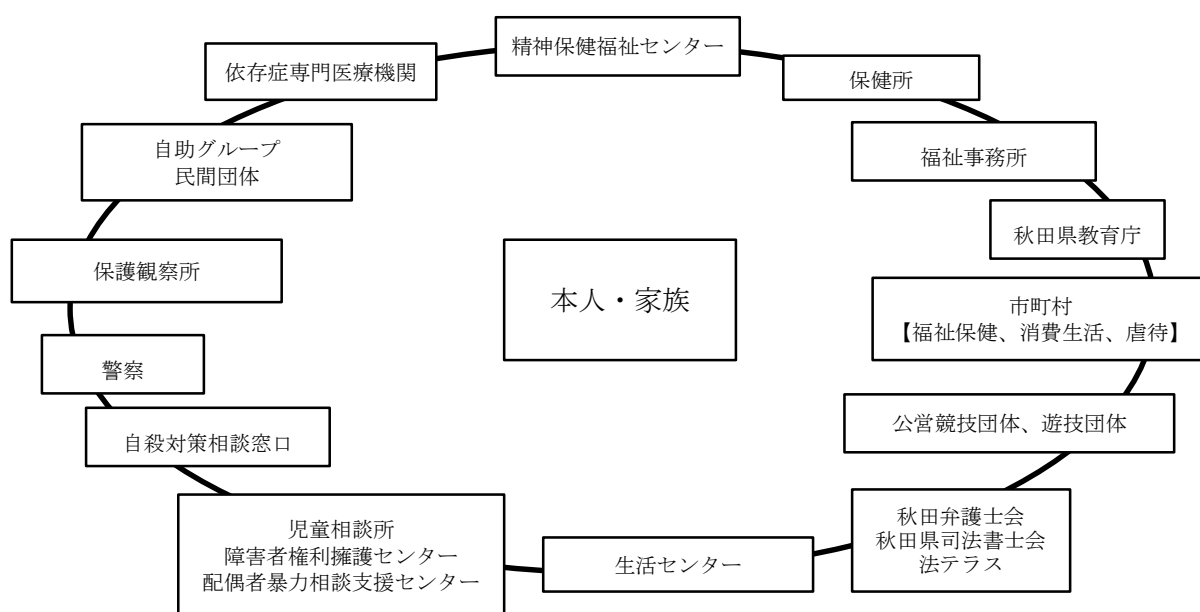 精神保健福祉センター
依存症専門医療機関
保健所
自助グループ
民間団体
福祉事務所
秋田県教育庁
保護観察所
本人・家族
市町村
【福祉保健、消費生活、虐待】
警察
公営競技団体、遊技団体
自殺対策相談窓口
児童相談所
障害者権利擁護センター
配偶者暴力相談支援センター
生活センター
秋田弁護士会
秋田県司法書士会
法テラス